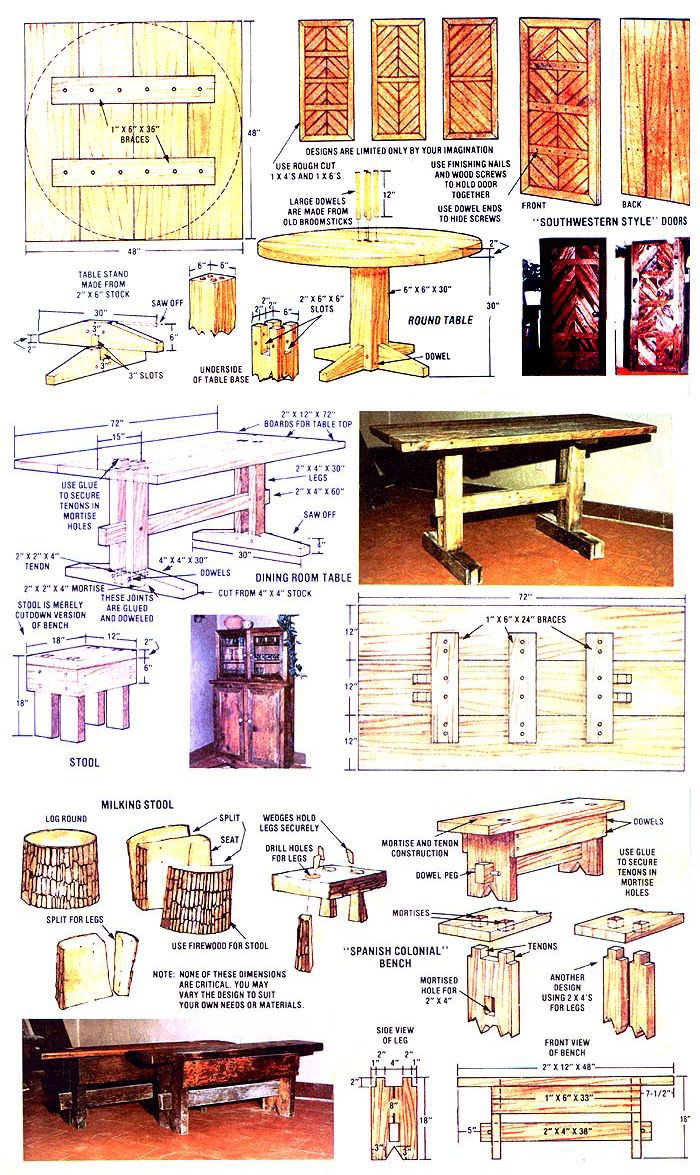 1" X 6" X 36"
BRACES
48"
48"
DESIGNS ARE LIMITED ONLY BY YOUR IMAGINATION
USE ROUGH CUT
1 X 4'S AND 1 X 6'S
USE FINISHING NAILS
AND WOOD SCREWS
TO HOLD DOOR
TOGETHER
USE DOWEL ENDS
TO HIDE SCREWS
FRONT
BACK
"SOUTHWESTERN STYLE" DOORS
LARGE DOWELS
ARE MADE FROM
OLD BROOMSTICKS
12"
2"
TABLE STAND
MADE FROM
2" X 6" STOCK
SAW OFF
30"
6"
2"
3"
3"
3" SLOTS
6" 6"
2" 2" 6"
2" X 6" X 6"
SLOTS
UNDERSIDE
OF TABLE BASE
6" X 6" X 30"
30"
ROUND TABLE
DOWEL
72"
15"
2" X 12" X 72"
BOARDS FOR TABLE TOP
USE GLUE
TO SECURE
TENONS IN
MORTISE
HOLES
2" X 4" X 30"
LEGS
2" X 4" X 60"
SAW OFF
4"
30"
2" X 2" X 4"
TENON
4" X 4" X 30"
DOWELS
DINING ROOM TABLE
2" X 2" X 4" MORTISE
THESE JOINTS
ARE GLUED
AND DOWELED
CUT FROM 4" X 4" STOCK
STOOL IS MERELY
CUTDOWN VERSION
OF BENCH
18"
12"
2"
6"
18"
STOOL
72"
1" X 6" X 24" BRACES
12"
12"
12"
MILKING STOOL
LOG ROUND
SPLIT
SEAT
WEDGES HOLD
LEGS SECURELY
DRILL HOLES
FOR LEGS
SPLIT FOR LEGS
USE FIREWOOD FOR STOOL
NOTE: NONE OF THESE DIMENSIONS
ARE CRITICAL. YOU MAY
VARY THE DESIGN TO SUIT
YOUR OWN NEEDS OR MATERIALS.
MORTISE AND TENON
CONSTRUCTION
DOWEL PEG
DOWELS
USE GLUE
TO SECURE
TENONS IN
MORTISE
HOLES
MORTISES
"SPANISH COLONIAL"
BENCH
TENONS
MORTISED
HOLE FOR
2" X 4"
ANOTHER
DESIGN
USING 2 X 4'S
FOR LEGS
SIDE VIEW
OF LEG
2" 2"
1" 4" 1"
2"
8"
18"
3" 3"
FRONT VIEW
OF BENCH
2" X 12" X 48"
1" X 6" X 33"
7-1/2"
2" X 4" X 38"
5"
18"